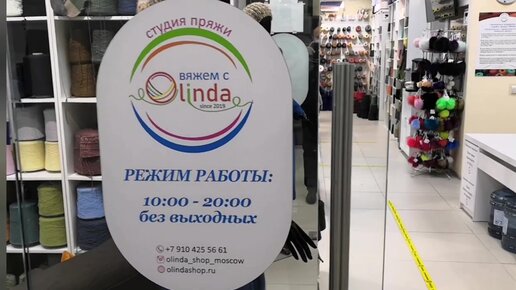 студия пряжи
вяжем с
Olinda
since 2019
РЕЖИМ РАБОТЫ:
10:00 - 20:00
без выходных
+7 910 425 56 61
olinda_shop_moscow
olindashop.ru